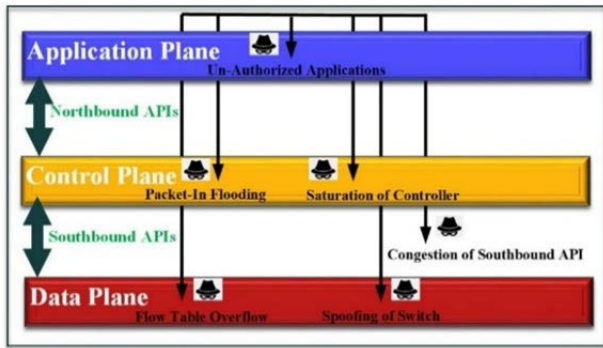 Application Plane
Un-Authorized Applications
Northbound APIs
Control Plane
Packet-In Flooding
Saturation of Controller
Southbound APIs
Congestion of Southbound API
Data Plane
Flow Table Overflow
Spoofing of Switch